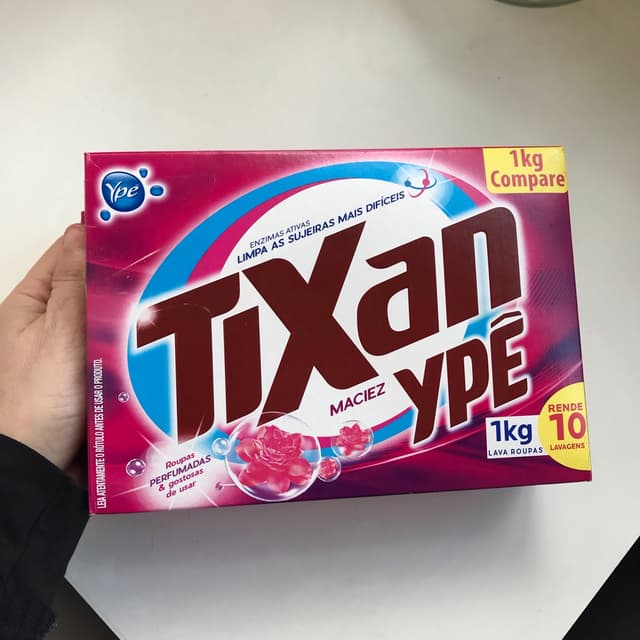 Ypê
1kg
Compare
ENZIMAS ATIVAS
LIMPA AS SUJEIRAS MAIS DIFÍCEIS
TiXan
YPÊ
MACIEZ
Roupas
PERFUMADAS
& gostosas
de usar
1kg
LAVA ROUPAS
RENDE
10
LAVAGENS
LEIA ATENTAMENTE O RÓTULO ANTES DE USAR O PRODUTO.